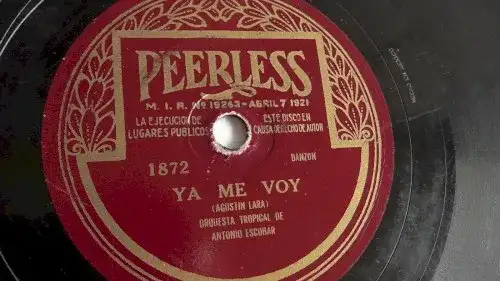 PEERLESS
M. I. R. No 19263-ABRIL 7 1921
LA EJECUCION DE ESTE DISCO EN
LUGARES PUBLICOS CAUSA DERECHO DE AUTOR
1872
DANZON
YA ME VOY
(AGUSTIN LARA)
ORQUESTA TROPICAL DE
ANTONIO ESCOBAR